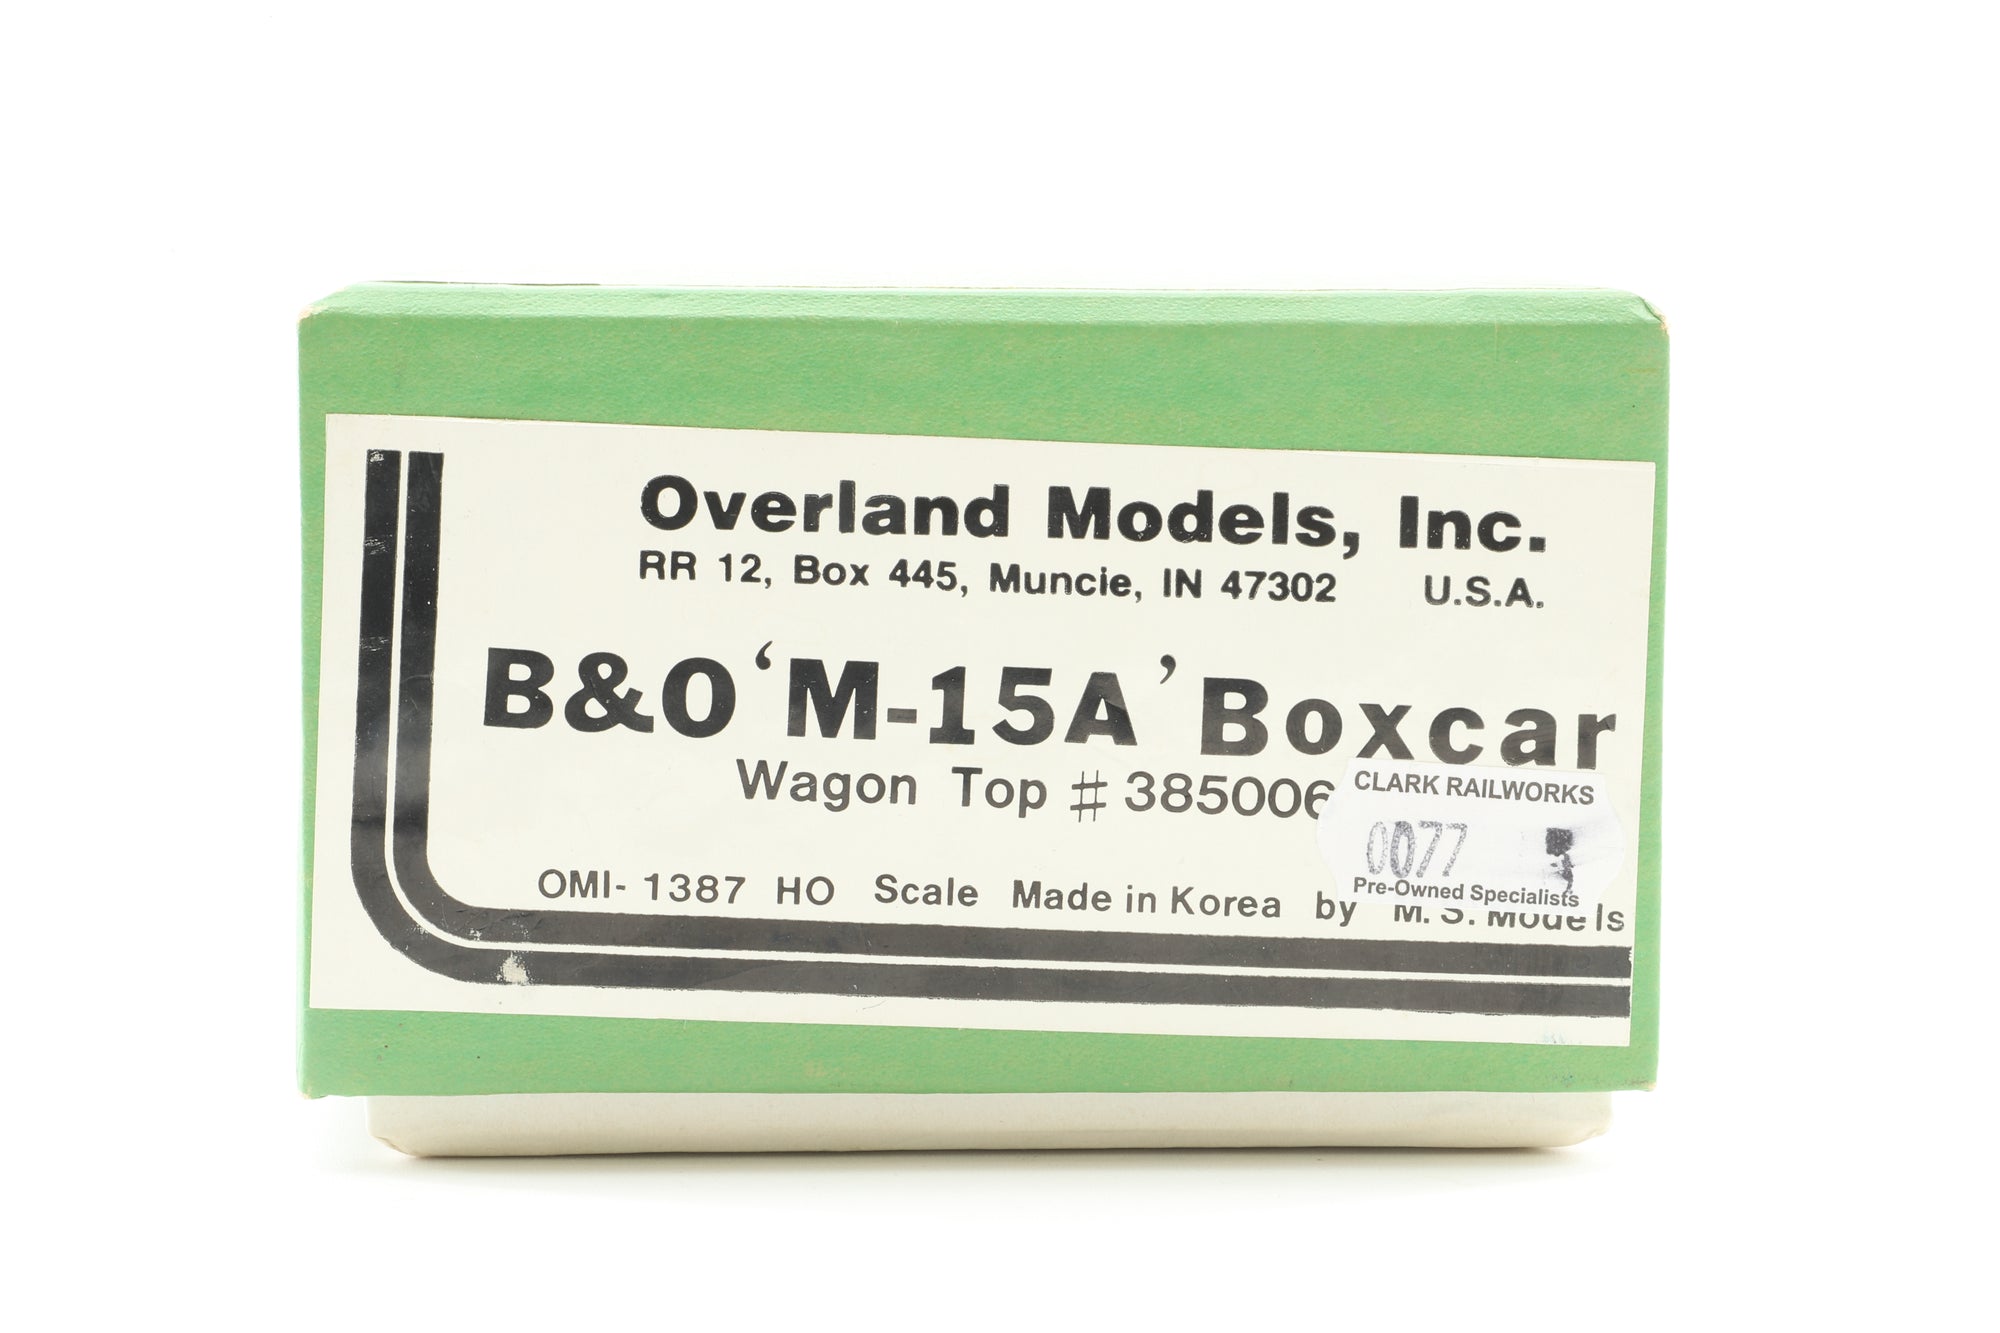 Overland Models, Inc.
RR 12, Box 445, Muncie, IN 47302 U.S.A.
B&O 'M-15A' Boxcar
Wagon Top # 385006
CLARK RAILWORKS
0077
Pre-Owned Specialists
OMI- 1387 HO Scale Made in Korea by M. S. Models